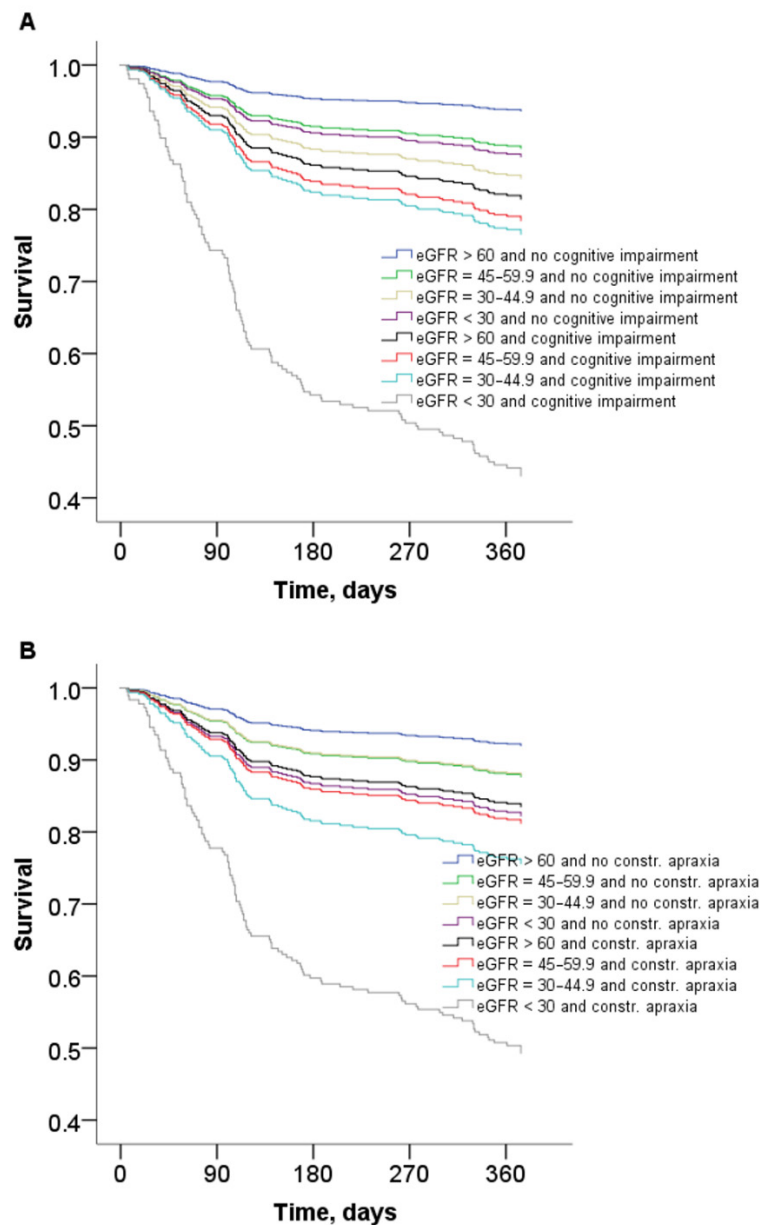 A
1.0
0.9
0.8
0.7
0.6
0.5
0.4
Survival
eGFR > 60 and no cognitive impairment
eGFR = 45–59.9 and no cognitive impairment
eGFR = 30–44.9 and no cognitive impairment
eGFR < 30 and no cognitive impairment
eGFR > 60 and cognitive impairment
eGFR = 45–59.9 and cognitive impairment
eGFR = 30–44.9 and cognitive impairment
eGFR < 30 and cognitive impairment
0 90 180 270 360
Time, days
B
1.0
0.9
0.8
0.7
0.6
0.5
0.4
Survival
eGFR > 60 and no constr. apraxia
eGFR = 45–59.9 and no constr. apraxia
eGFR = 30–44.9 and no constr. apraxia
eGFR < 30 and no constr. apraxia
eGFR > 60 and constr. apraxia
eGFR = 45–59.9 and constr. apraxia
eGFR = 30–44.9 and constr. apraxia
eGFR < 30 and constr. apraxia
0 90 180 270 360
Time, days